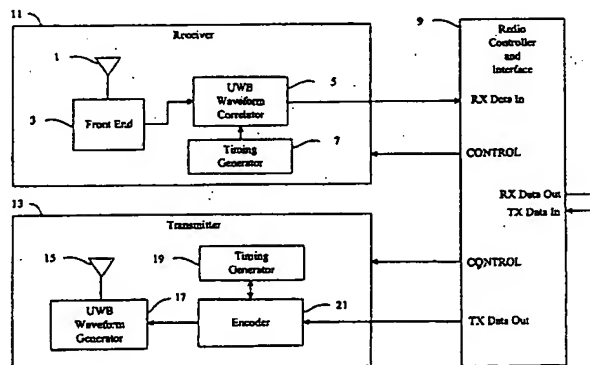 11
Receiver
1
3
Front End
UWB
Waveform
Correlator
5
Timing
Generator
7
9
Radio
Controller
and
Interface
RX Data In
CONTROL
RX Data Out
TX Data In
13
Transmitter
15
19
Timing
Generator
CONTROL
UWB
Waveform
Generator
17
Encoder
21
TX Data Out